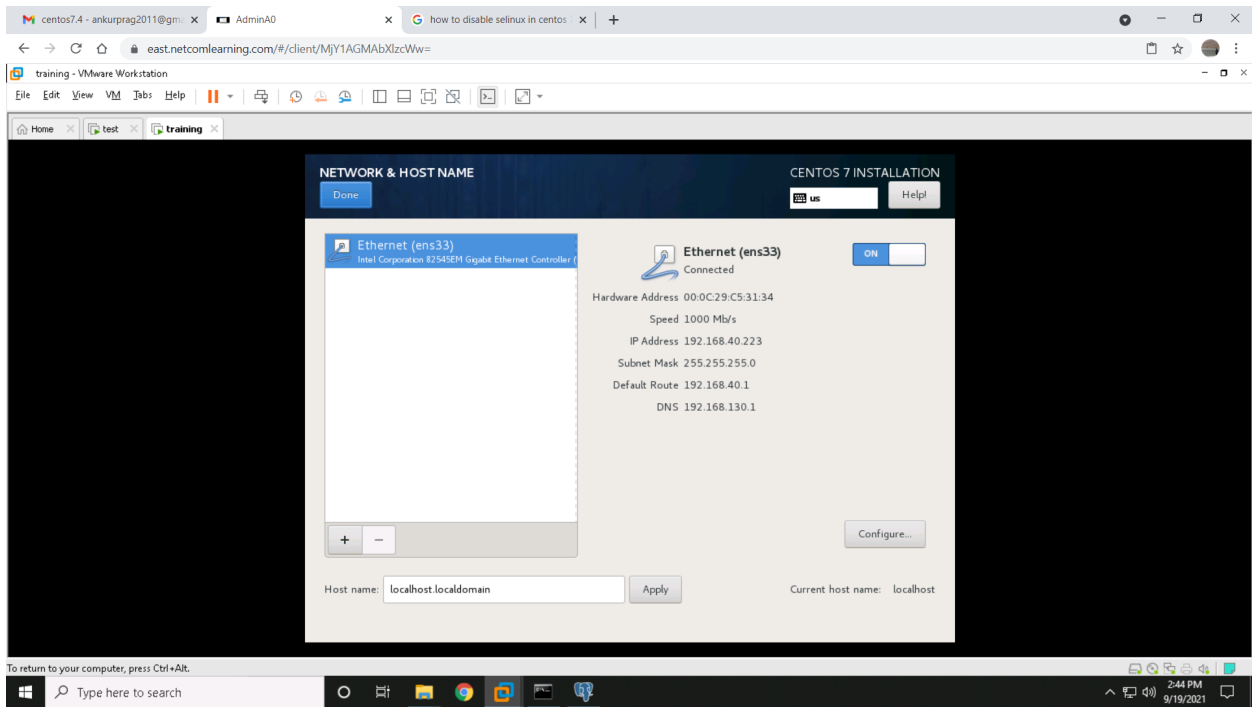 centos7.4 - ankurprag2011@gm
AdminA0
how to disable selinux in centos
east.netcomlearning.com/#/client/MjY1AGMAbXlzcWw=
training - VMware Workstation
File Edit View VM Tabs Help
Home test training
NETWORK & HOST NAME
CENTOS 7 INSTALLATION
Done
us
Help!
Ethernet (ens33)
Intel Corporation 82545EM Gigabit Ethernet Controller (
Ethernet (ens33)
Connected
ON
Hardware Address 00:0C:29:C5:31:34
Speed 1000 Mb/s
IP Address 192.168.40.223
Subnet Mask 255.255.255.0
Default Route 192.168.40.1
DNS 192.168.130.1
+ −
Configure...
Host name: localhost.localdomain Apply Current host name: localhost
To return to your computer, press Ctrl+Alt.
Type here to search
2:44 PM
9/19/2021